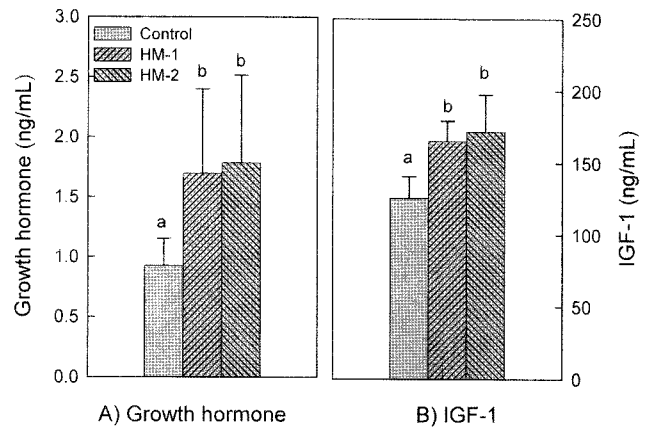 3.0
2.5
2.0
1.5
1.0
0.5
0.0
Growth hormone (ng/mL)
Control
HM-1
HM-2
a
b
b
A) Growth hormone
a
b
b
B) IGF-1
250
200
150
100
50
0
IGF-1 (ng/mL)